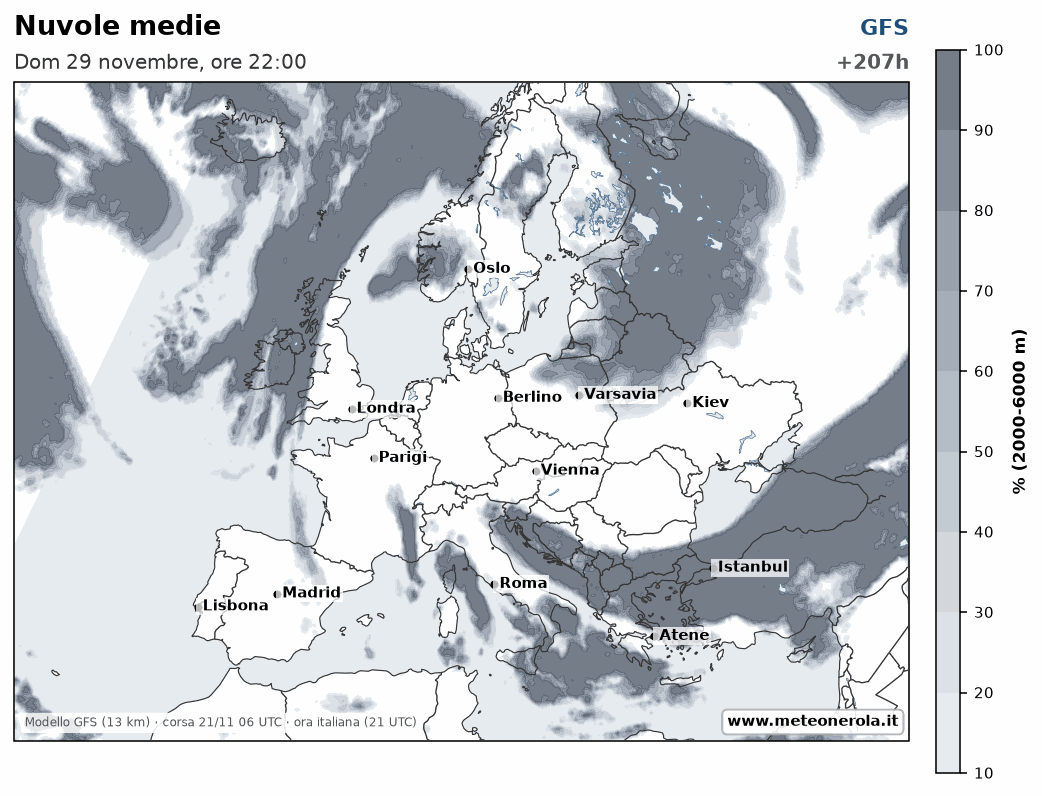 Nuvole medie
GFS
Dom 29 novembre, ore 22:00
+207h
100
90
80
70
60
50
40
30
20
10
% (2000-6000 m)
Oslo
Londra
Berlino
Varsavia
Kiev
Parigi
Vienna
Istanbul
Roma
Madrid
Lisbona
Atene
Modello GFS (13 km) · corsa 21/11 06 UTC · ora italiana (21 UTC)
www.meteonerola.it